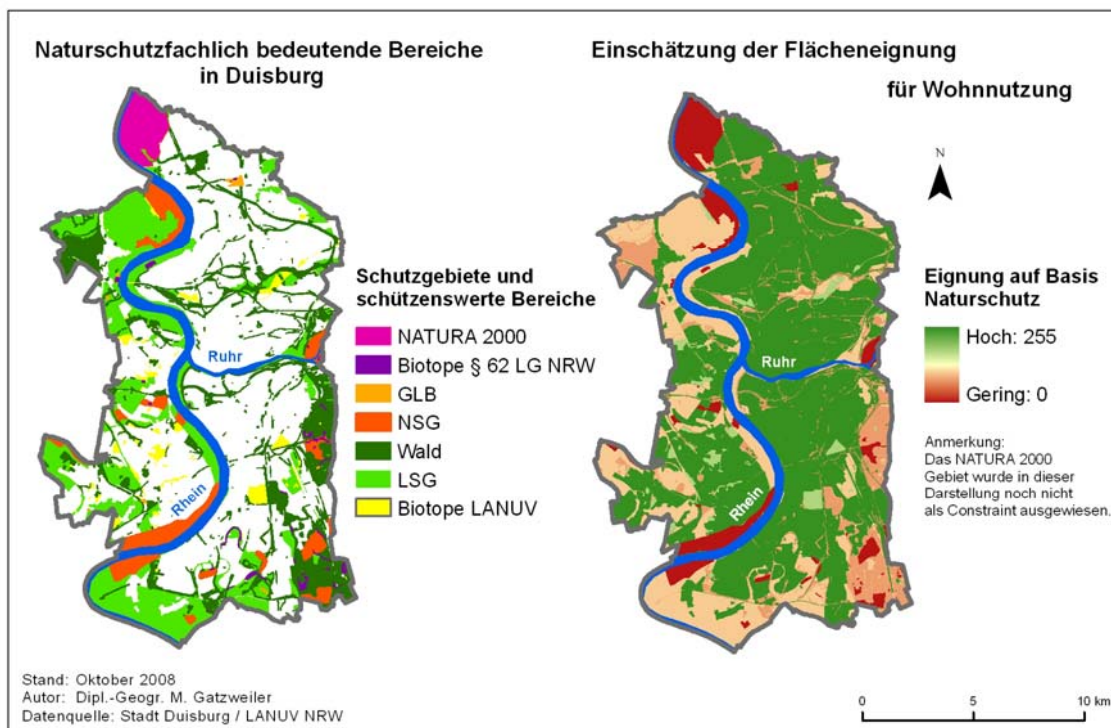 Naturschutzfachlich bedeutende Bereiche
in Duisburg
Ruhr
Rhein
Schutzgebiete und
schützenswerte Bereiche
NATURA 2000
Biotope § 62 LG NRW
GLB
NSG
Wald
LSG
Biotope LANUV
Stand: Oktober 2008
Autor: Dipl.-Geogr. M. Gatzweiler
Datenquelle: Stadt Duisburg / LANUV NRW
Einschätzung der Flächeneignung
für Wohnnutzung
N
Ruhr
Rhein
Eignung auf Basis
Naturschutz
Hoch: 255
Gering: 0
Anmerkung:
Das NATURA 2000
Gebiet wurde in dieser
Darstellung noch nicht
als Constraint ausgewiesen.
0 5 10 km